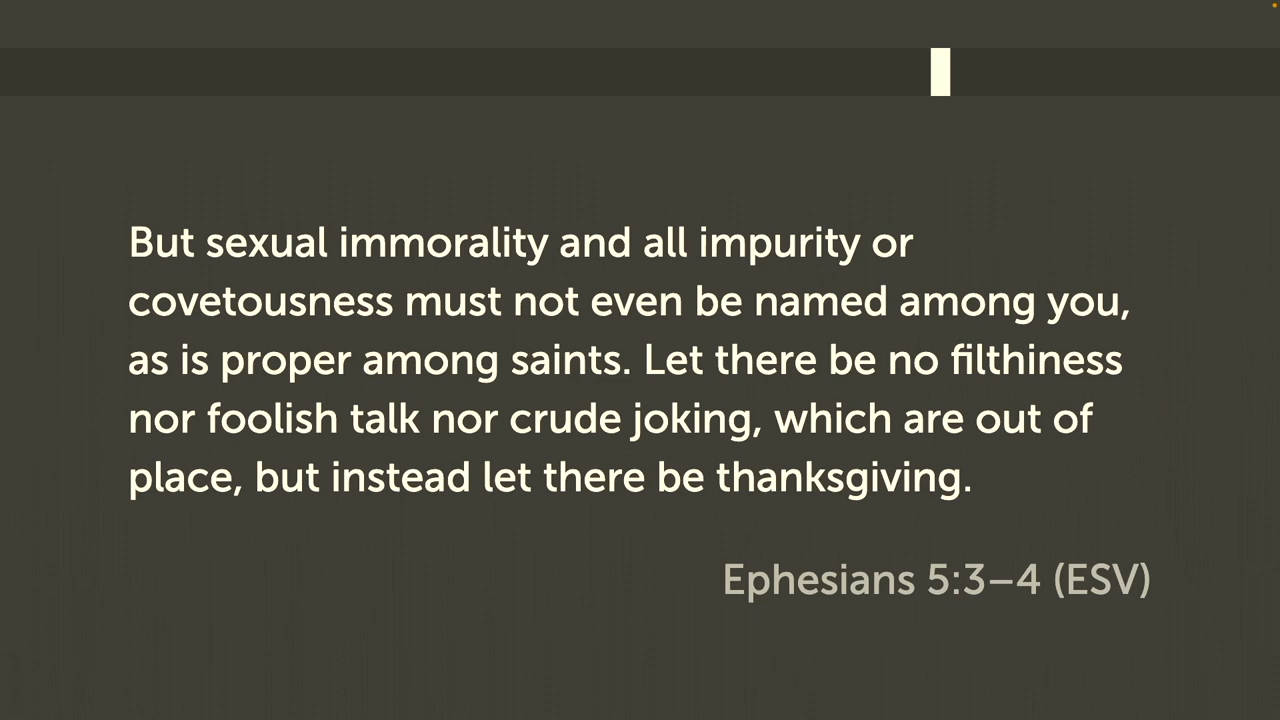 But sexual immorality and all impurity or
covetousness must not even be named among you,
as is proper among saints. Let there be no filthiness
nor foolish talk nor crude joking, which are out of
place, but instead let there be thanksgiving.
Ephesians 5:3–4 (ESV)